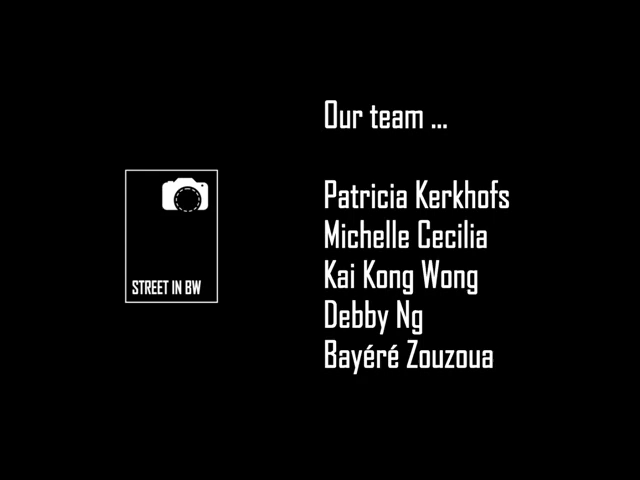 Our team ...
Patricia Kerkhofs
Michelle Cecilia
Kai Kong Wong
Debby Ng
Bayéré Zouzoua
STREET IN BW